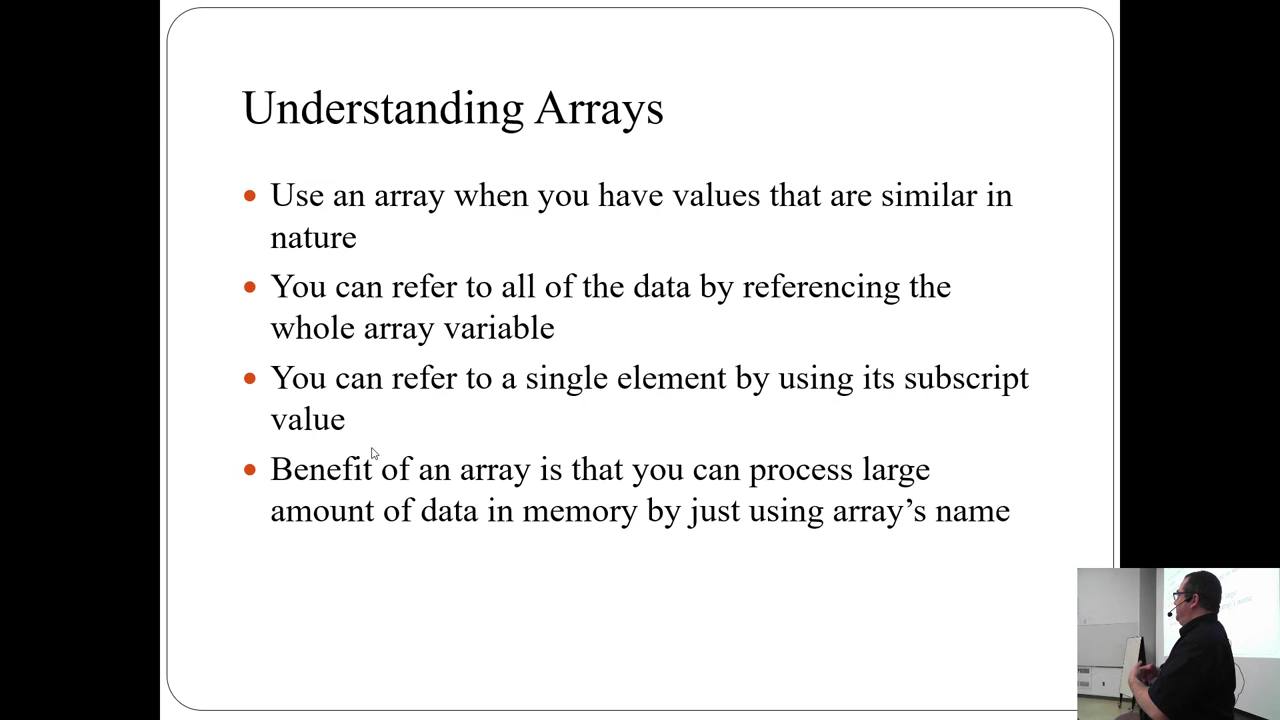 Understanding Arrays
Use an array when you have values that are similar in
nature
You can refer to all of the data by referencing the
whole array variable
You can refer to a single element by using its subscript
value
Benefit of an array is that you can process large
amount of data in memory by just using array’s name